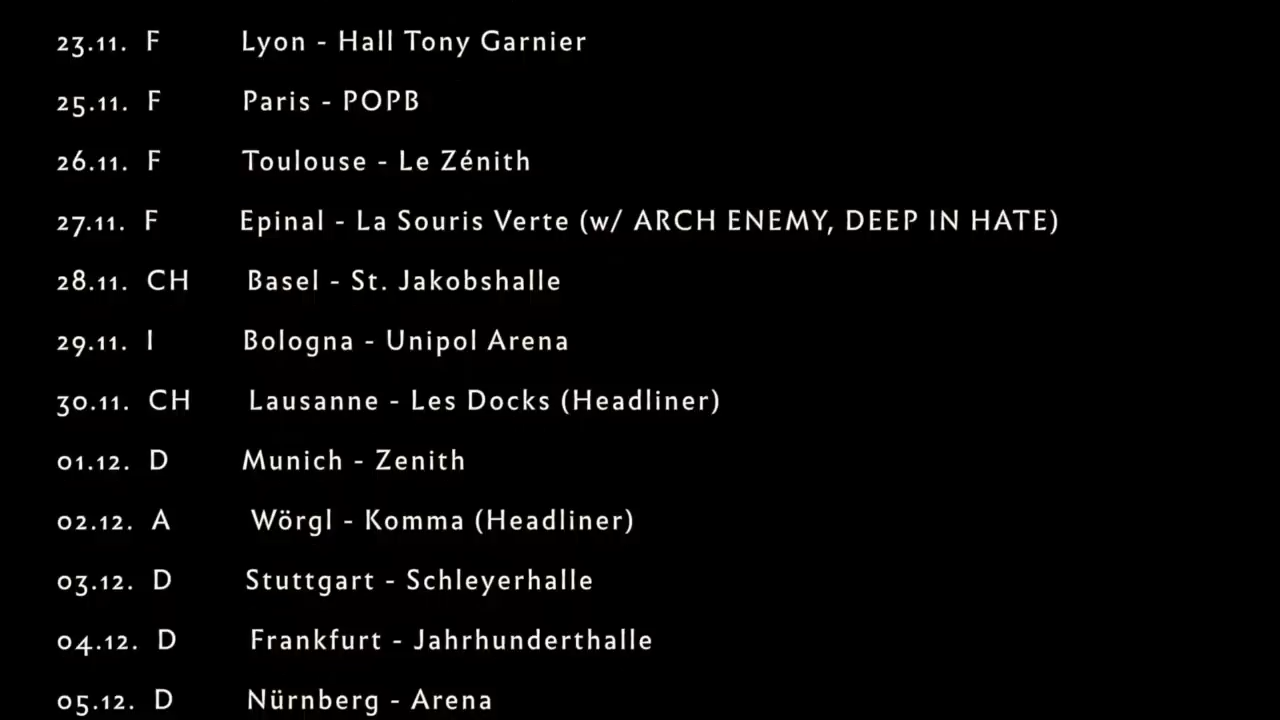 23.11. F Lyon - Hall Tony Garnier
25.11. F Paris - POPB
26.11. F Toulouse - Le Zénith
27.11. F Epinal - La Souris Verte (w/ ARCH ENEMY, DEEP IN HATE)
28.11. CH Basel - St. Jakobshalle
29.11. I Bologna - Unipol Arena
30.11. CH Lausanne - Les Docks (Headliner)
01.12. D Munich - Zenith
02.12. A Wörgl - Komma (Headliner)
03.12. D Stuttgart - Schleyerhalle
04.12. D Frankfurt - Jahrhunderthalle
05.12. D Nürnberg - Arena